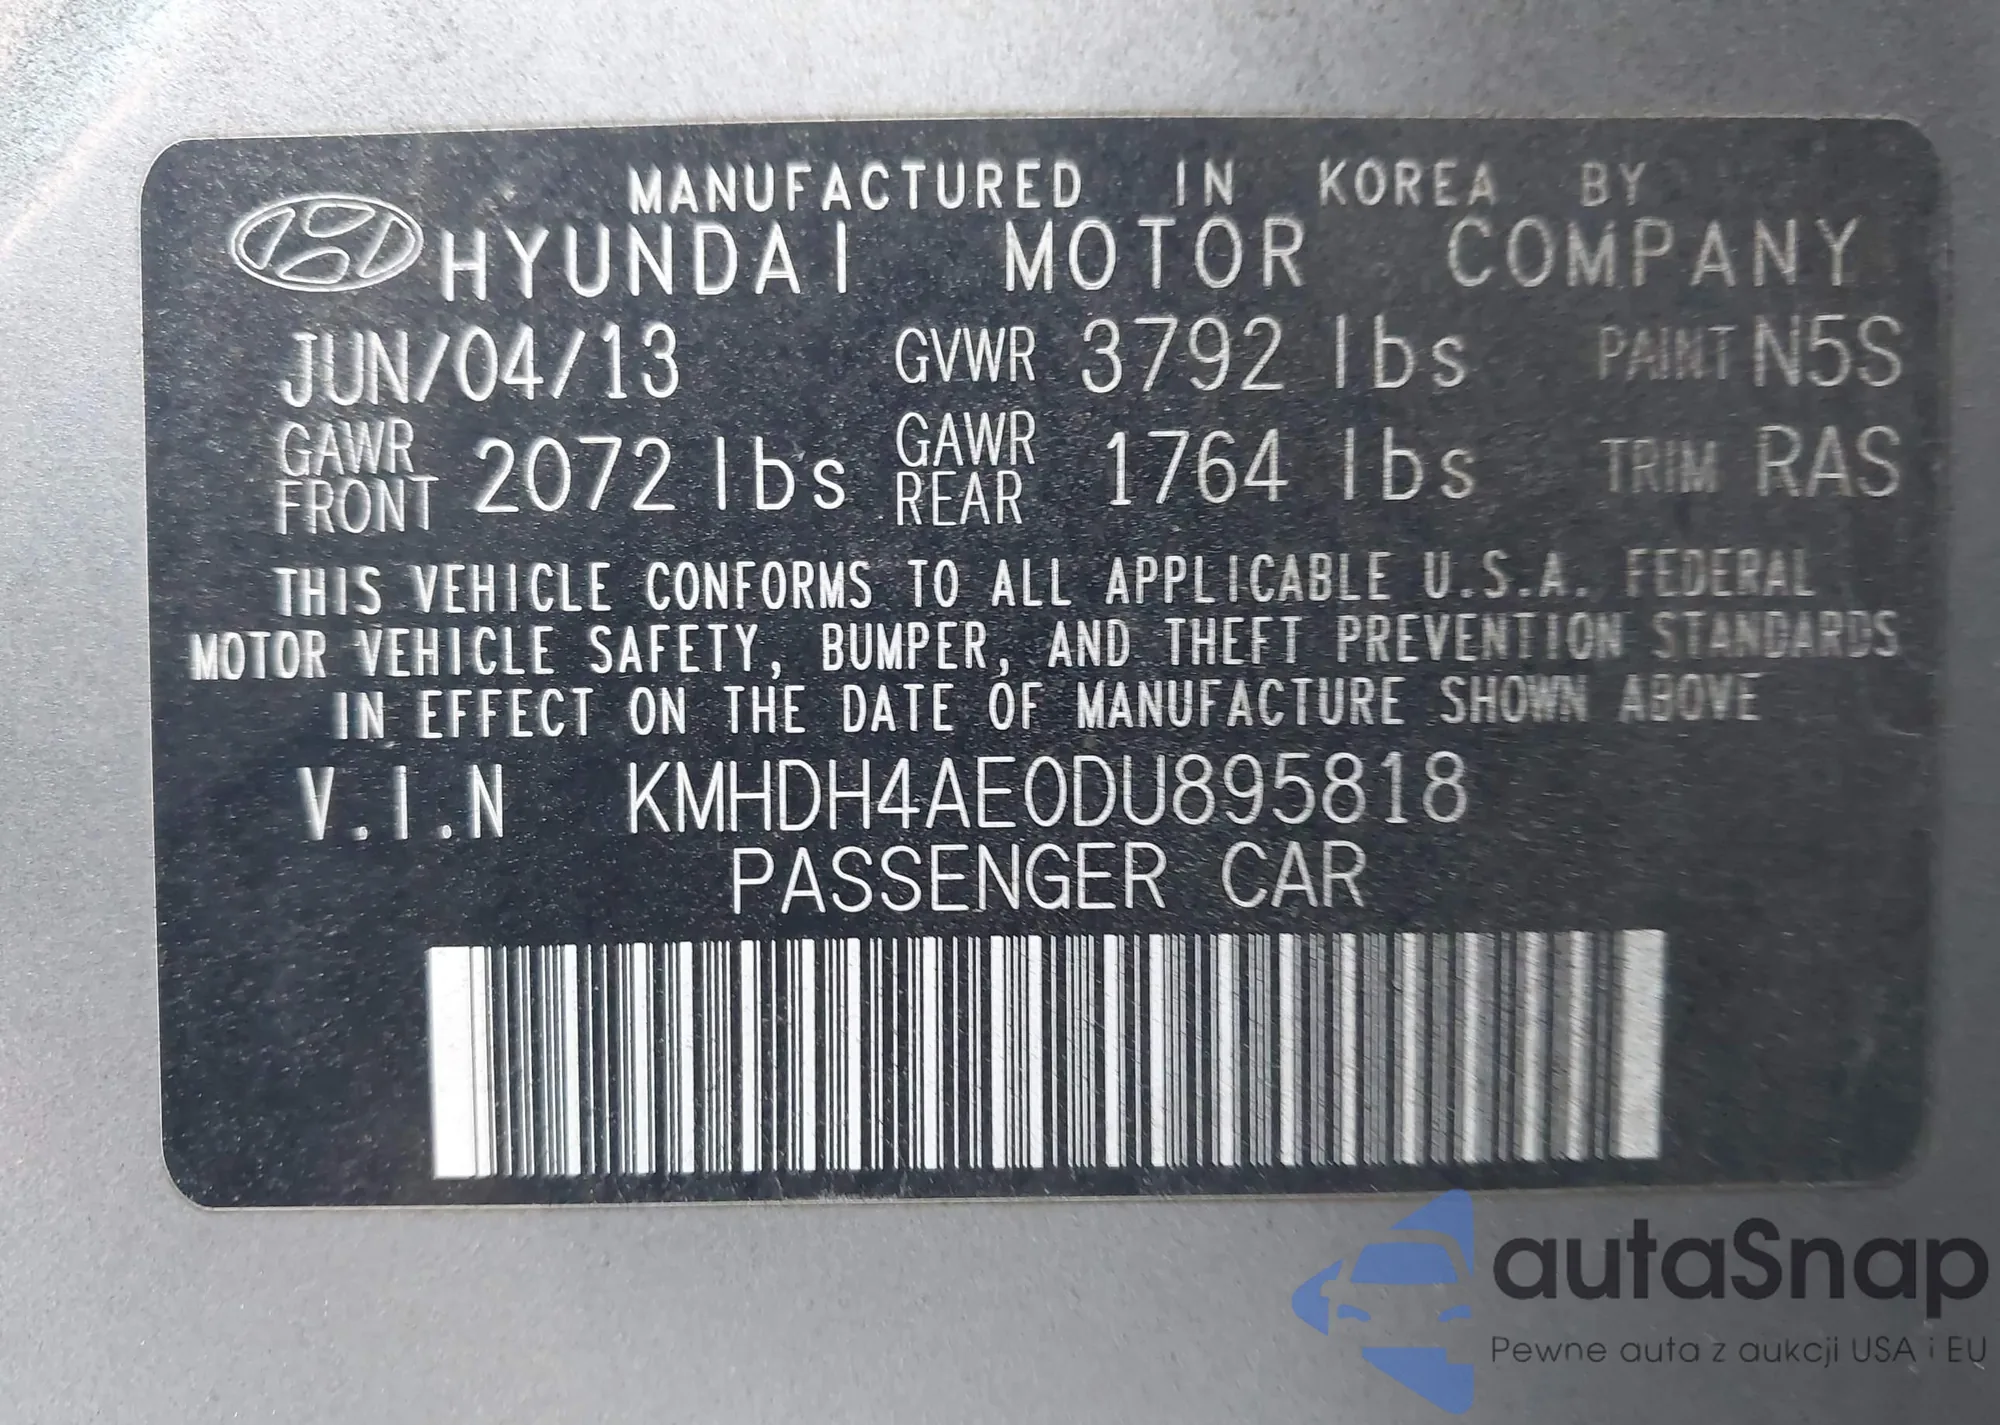 MANUFACTURED IN KOREA BY
HYUNDAI MOTOR COMPANY
JUN/04/13 GVWR 3792 lbs PAINT N5S
GAWR FRONT 2072 lbs GAWR REAR 1764 lbs TRIM RAS
THIS VEHICLE CONFORMS TO ALL APPLICABLE U.S.A. FEDERAL
MOTOR VEHICLE SAFETY, BUMPER, AND THEFT PREVENTION STANDARDS
IN EFFECT ON THE DATE OF MANUFACTURE SHOWN ABOVE
V.I.N KMHDH4AE0DU895818
PASSENGER CAR
autaSnap
Pewne auta z aukcji USA i EU